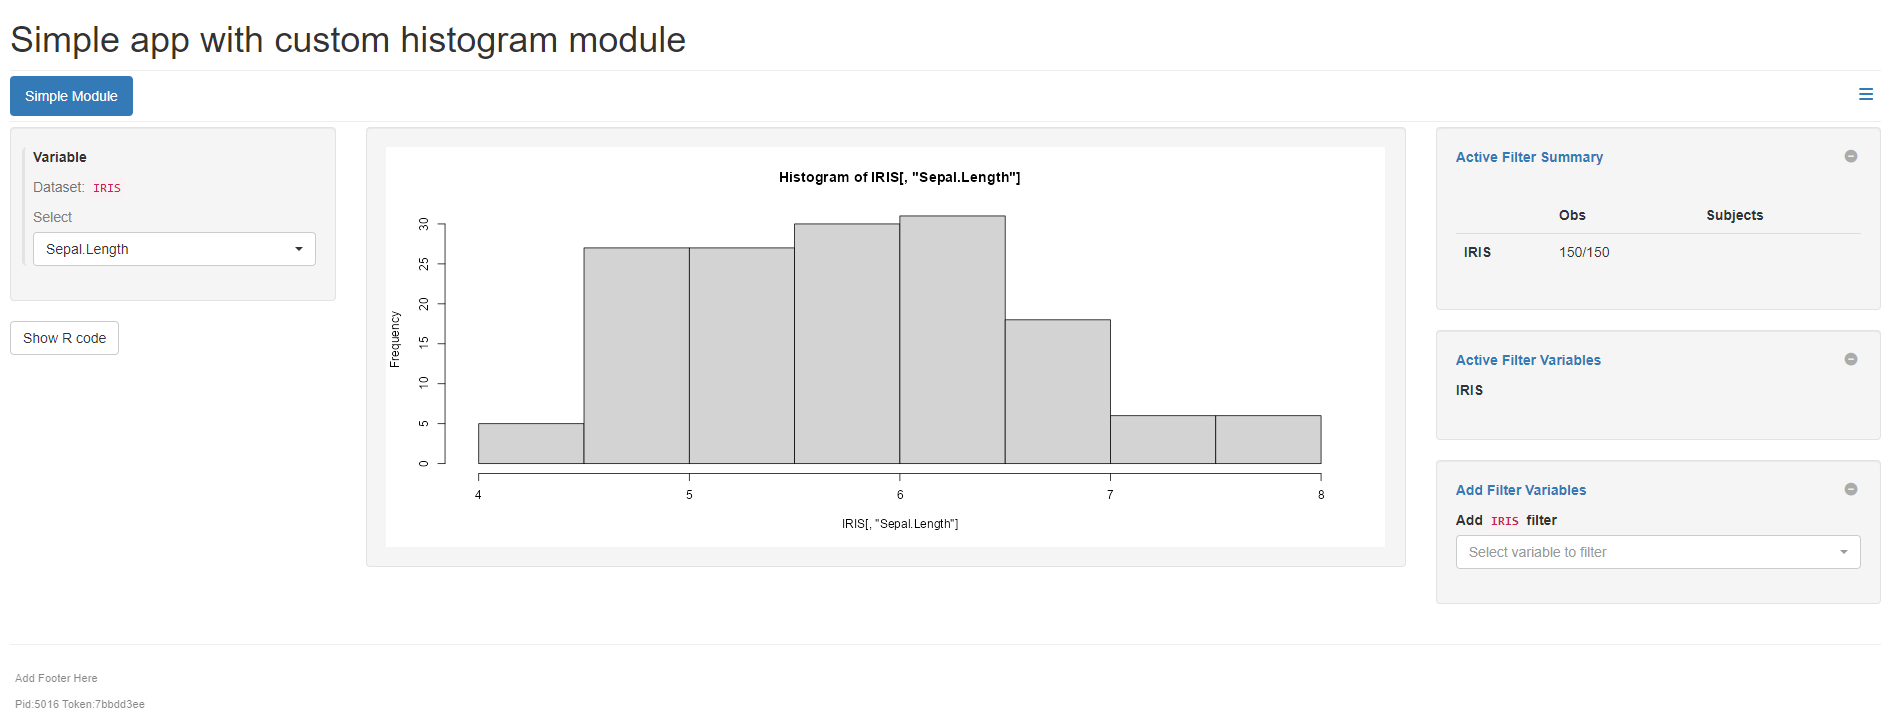 Simple app with custom histogram module
Simple Module
Variable
Dataset: IRIS
Select
Sepal.Length
Show R code
Histogram of IRIS[, "Sepal.Length"]
Frequency
30
25
20
15
10
5
0
4 5 6 7 8
IRIS[, "Sepal.Length"]
Active Filter Summary
Obs Subjects
IRIS 150/150
Active Filter Variables
IRIS
Add Filter Variables
Add IRIS filter
Select variable to filter
Add Footer Here
Pid:5016 Token:7bbdd3ee